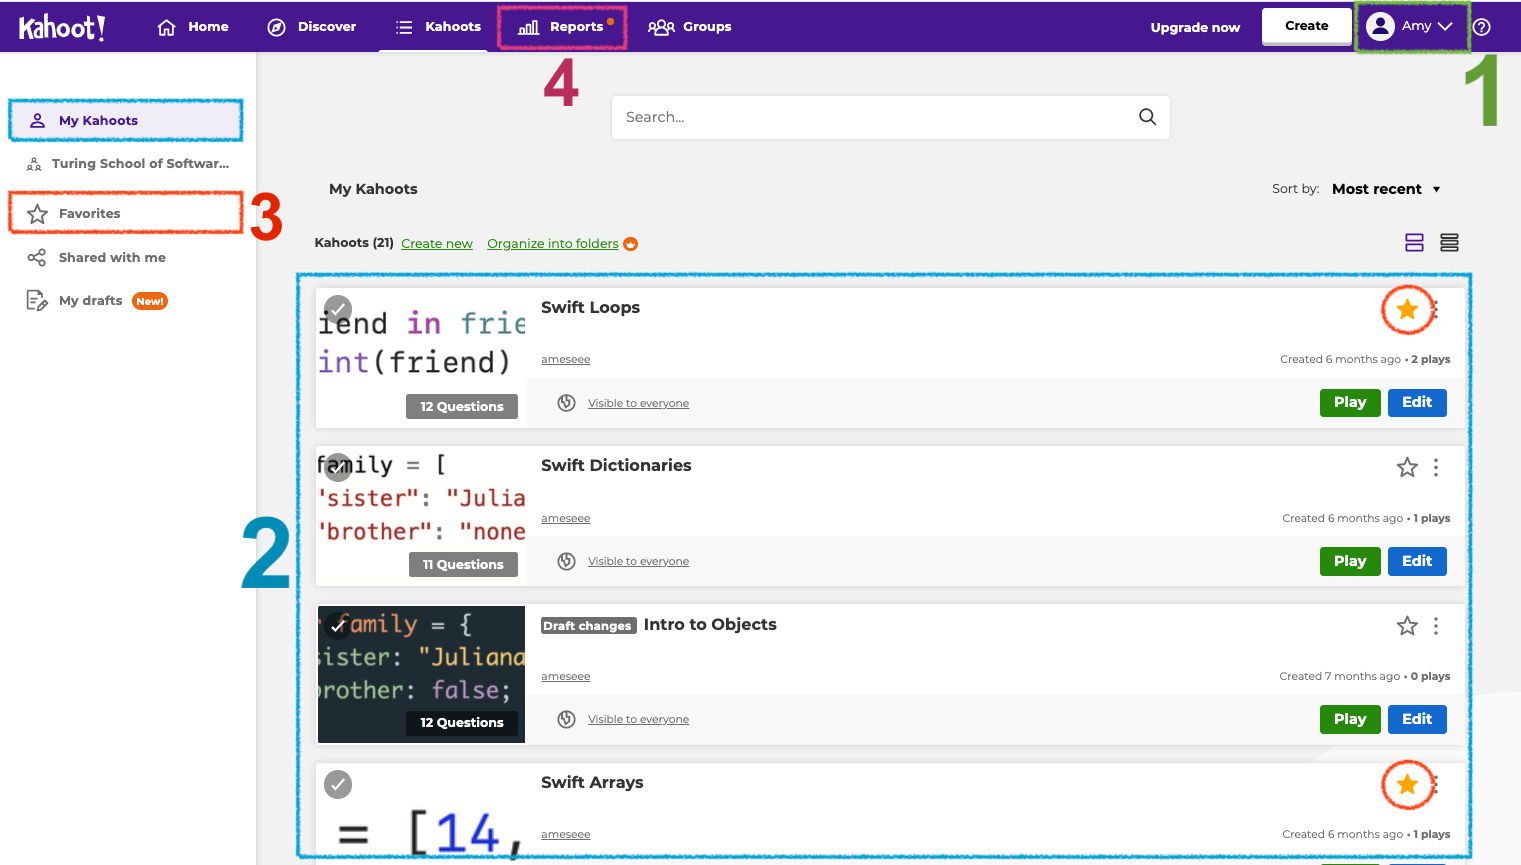 Kahoot!
Home
Discover
Kahoots
Reports
Groups
Upgrade now
Create
Amy
?
1
4
Search...
My Kahoots
Turing School of Softwar...
Favorites
3
Shared with me
My drafts New!
My Kahoots
Sort by: Most recent
Kahoots (21) Create new Organize into folders
2
iend in frie
int(friend)
12 Questions
Swift Loops
ameseee
Created 6 months ago • 2 plays
Visible to everyone
Play
Edit
family = [
"sister": "Julia
"brother": "none
11 Questions
Swift Dictionaries
ameseee
Created 6 months ago • 1 plays
Visible to everyone
Play
Edit
family = {
sister: "Juliana
brother: false;
12 Questions
Draft changes Intro to Objects
ameseee
Created 7 months ago • 0 plays
Visible to everyone
Play
Edit
= [14,
Swift Arrays
ameseee
Created 6 months ago • 1 plays